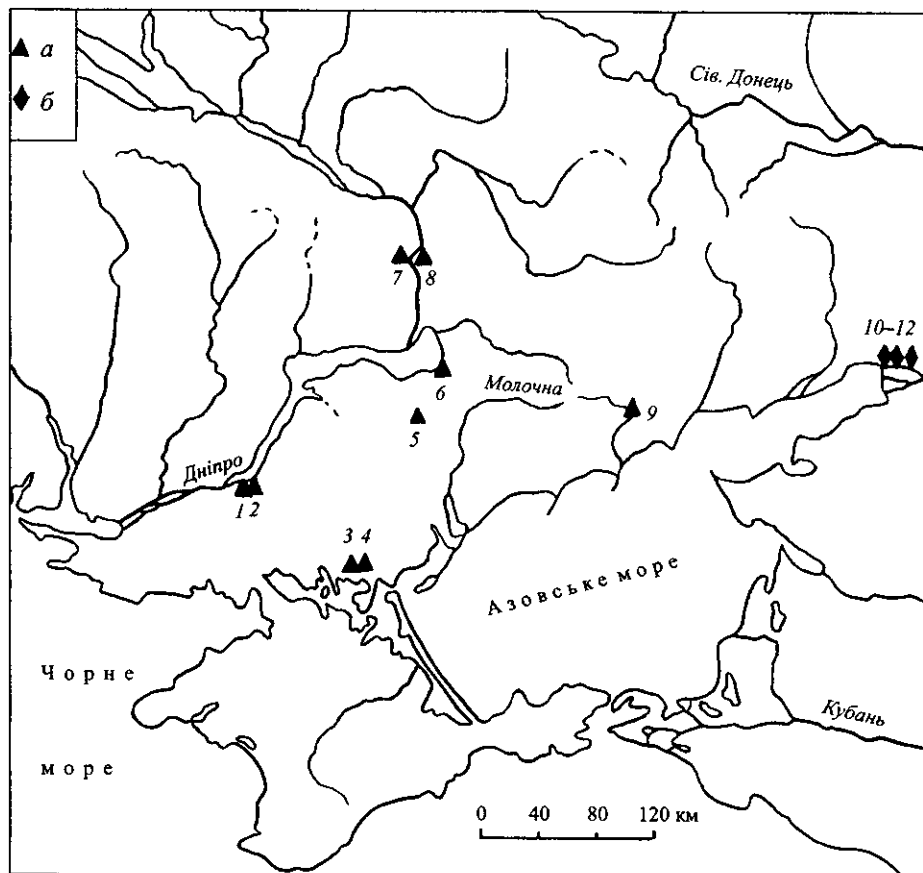 а
б
Сів. Донець
7
8
10–12
6
Молочна
9
5
Дніпро
1
2
3
4
Азовське море
Чорне
море
Кубань
0 40 80 120 км